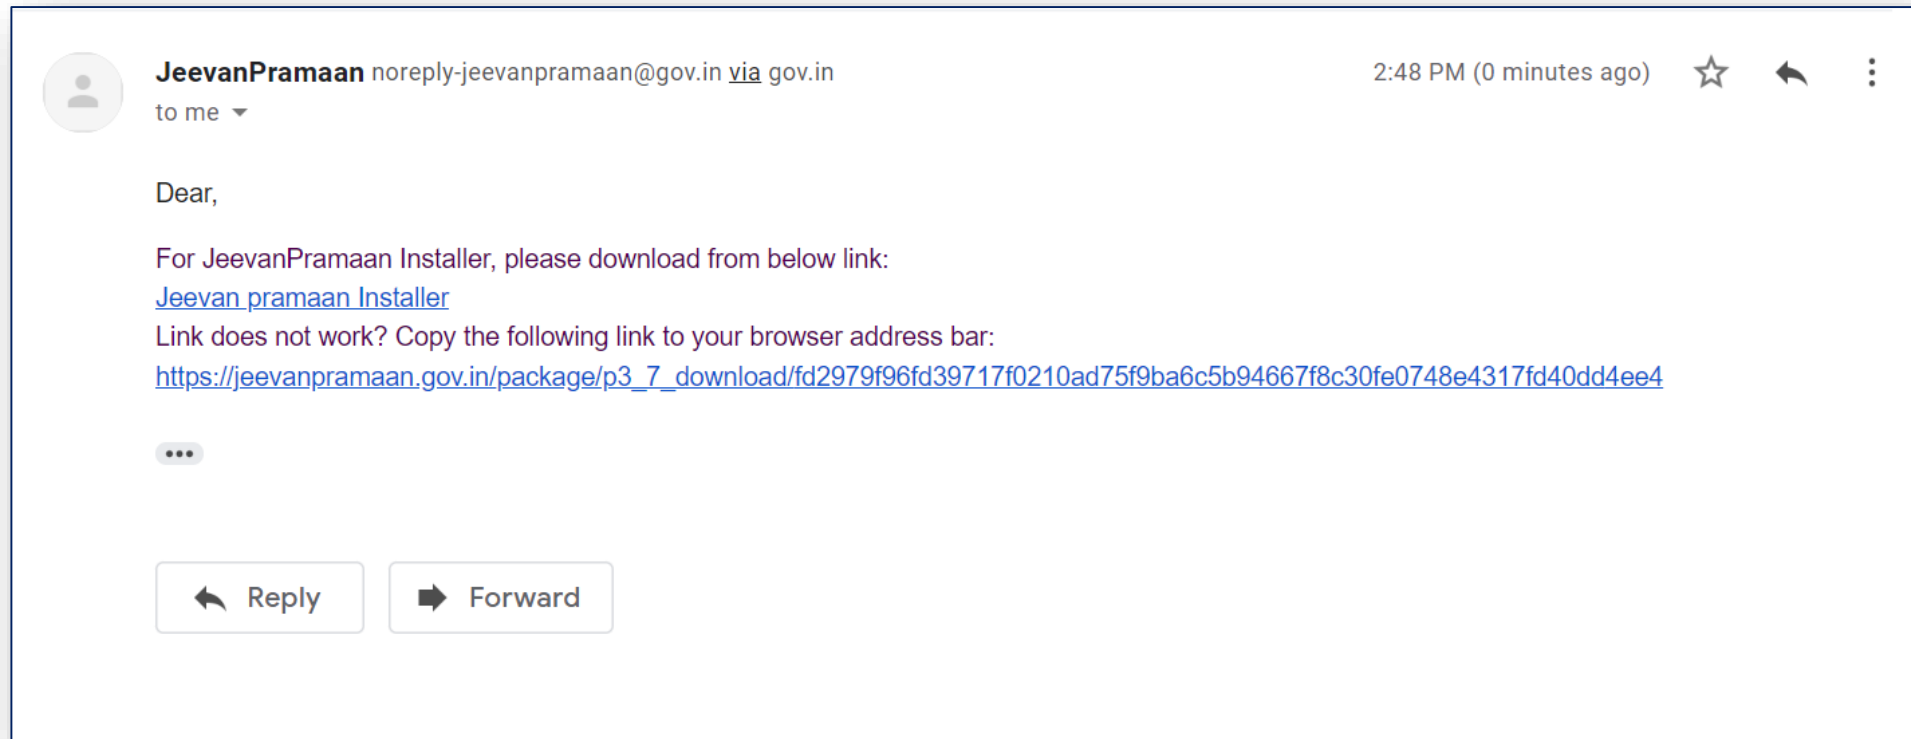 JeevanPramaan noreply-jeevanpramaan@gov.in via gov.in 2:48 PM (0 minutes ago)
to me
Dear,
For JeevanPramaan Installer, please download from below link:
Jeevan pramaan Installer
Link does not work? Copy the following link to your browser address bar:
https://jeevanpramaan.gov.in/package/p3_7_download/fd2979f96fd39717f0210ad75f9ba6c5b94667f8c30fe0748e4317fd40dd4ee4
Reply Forward